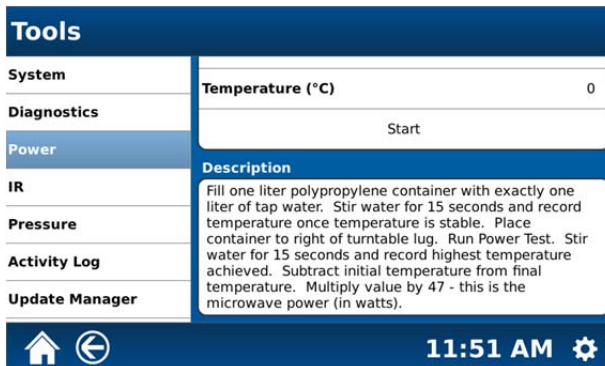 Tools
System
Diagnostics
Power
IR
Pressure
Activity Log
Update Manager
Temperature (°C) 0
Start
Description
Fill one liter polypropylene container with exactly one
liter of tap water. Stir water for 15 seconds and record
temperature once temperature is stable. Place
container to right of turntable lug. Run Power Test. Stir
water for 15 seconds and record highest temperature
achieved. Subtract initial temperature from final
temperature. Multiply value by 47 - this is the
microwave power (in watts).
11:51 AM